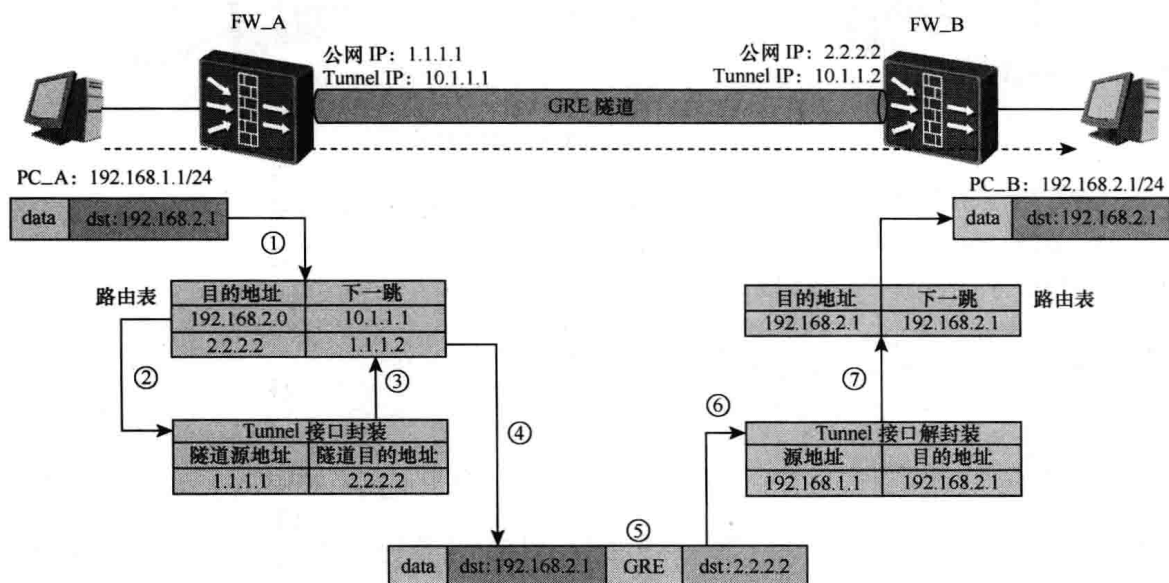 FW_A
FW_B
公网 IP：1.1.1.1
Tunnel IP：10.1.1.1
公网 IP：2.2.2.2
Tunnel IP：10.1.1.2
GRE 隧道
PC_A：192.168.1.1/24
PC_B：192.168.2.1/24
data dst:192.168.2.1
data dst:192.168.2.1
①
路由表
目的地址 下一跳
192.168.2.0 10.1.1.1
2.2.2.2 1.1.1.2
目的地址 下一跳
192.168.2.1 192.168.2.1
路由表
②
③
④
⑥
⑦
Tunnel 接口封装
隧道源地址 隧道目的地址
1.1.1.1 2.2.2.2
Tunnel 接口解封装
源地址 目的地址
192.168.1.1 192.168.2.1
⑤
data dst:192.168.2.1 GRE dst:2.2.2.2